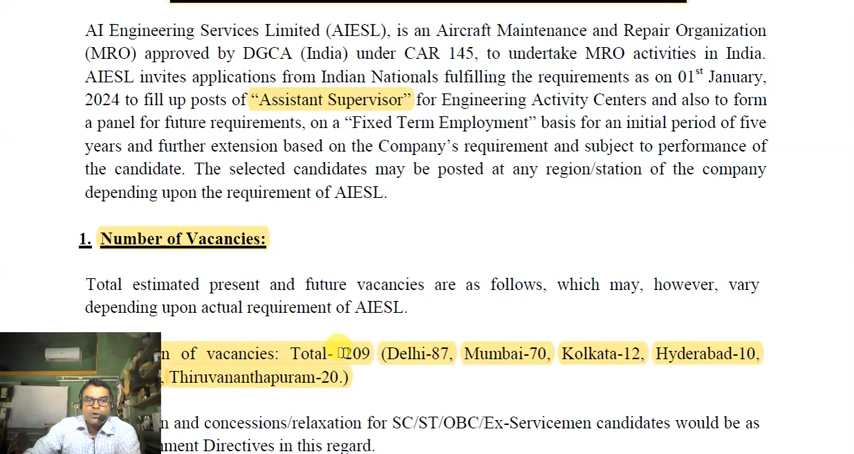 AI Engineering Services Limited (AIESL), is an Aircraft Maintenance and Repair Organization
(MRO) approved by DGCA (India) under CAR 145, to undertake MRO activities in India.
AIESL invites applications from Indian Nationals fulfilling the requirements as on 01st January,
2024 to fill up posts of “Assistant Supervisor” for Engineering Activity Centers and also to form
a panel for future requirements, on a “Fixed Term Employment” basis for an initial period of five
years and further extension based on the Company’s requirement and subject to performance of
the candidate. The selected candidates may be posted at any region/station of the company
depending upon the requirement of AIESL.
1. Number of Vacancies:
Total estimated present and future vacancies are as follows, which may, however, vary
depending upon actual requirement of AIESL.
n of vacancies: Total- 209 (Delhi-87, Mumbai-70, Kolkata-12, Hyderabad-10,
, Thiruvananthapuram-20.)
n and concessions/relaxation for SC/ST/OBC/Ex-Servicemen candidates would be as
nment Directives in this regard.